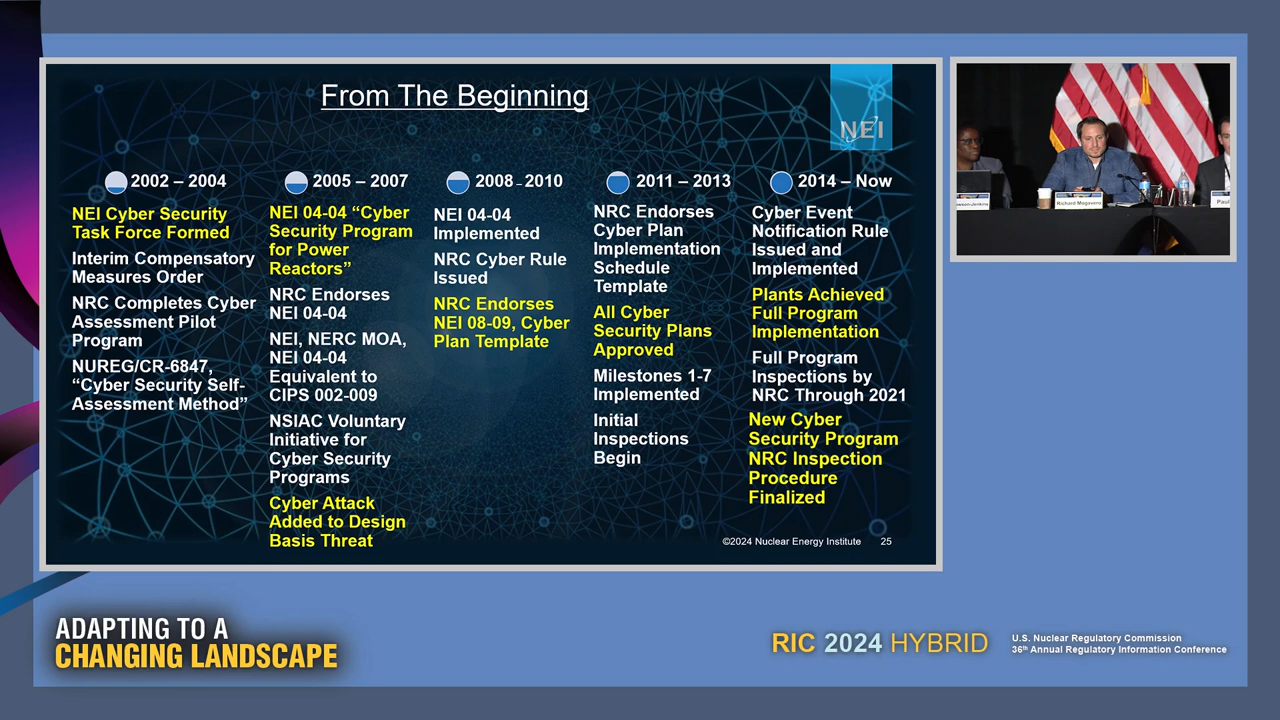 From The Beginning
NEI
2002 – 2004
NEI Cyber Security
Task Force Formed
Interim Compensatory
Measures Order
NRC Completes Cyber
Assessment Pilot
Program
NUREG/CR-6847,
“Cyber Security Self-
Assessment Method”
2005 – 2007
NEI 04-04 “Cyber
Security Program
for Power
Reactors”
NRC Endorses
NEI 04-04
NEI, NERC MOA,
NEI 04-04
Equivalent to
CIPS 002-009
NSIAC Voluntary
Initiative for
Cyber Security
Programs
Cyber Attack
Added to Design
Basis Threat
2008 – 2010
NEI 04-04
Implemented
NRC Cyber Rule
Issued
NRC Endorses
NEI 08-09, Cyber
Plan Template
2011 – 2013
NRC Endorses
Cyber Plan
Implementation
Schedule
Template
All Cyber
Security Plans
Approved
Milestones 1-7
Implemented
Initial
Inspections
Begin
2014 – Now
Cyber Event
Notification Rule
Issued and
Implemented
Plants Achieved
Full Program
Implementation
Full Program
Inspections by
NRC Through 2021
New Cyber
Security Program
NRC Inspection
Procedure
Finalized
©2024 Nuclear Energy Institute 25
Richard Mogavero
Paul
ADAPTING TO A
CHANGING LANDSCAPE
RIC 2024 HYBRID
U.S. Nuclear Regulatory Commission
36th Annual Regulatory Information Conference